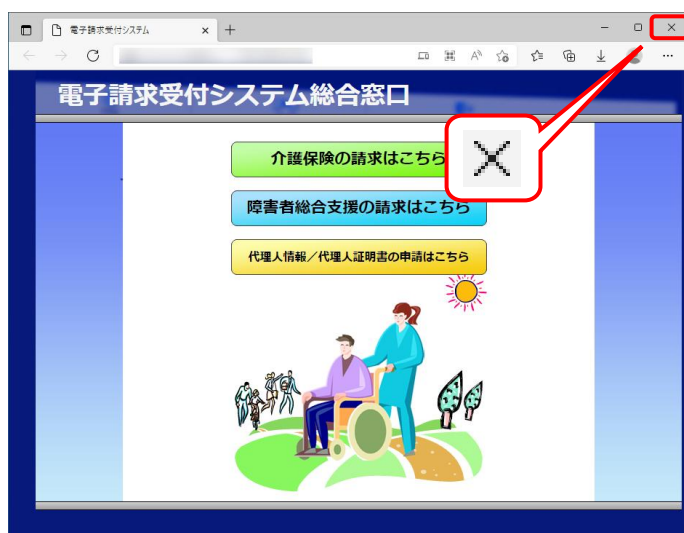 電子請求受付システム
電子請求受付システム総合窓口
介護保険の請求はこちら
障害者総合支援の請求はこちら
代理人情報／代理人証明書の申請はこちら